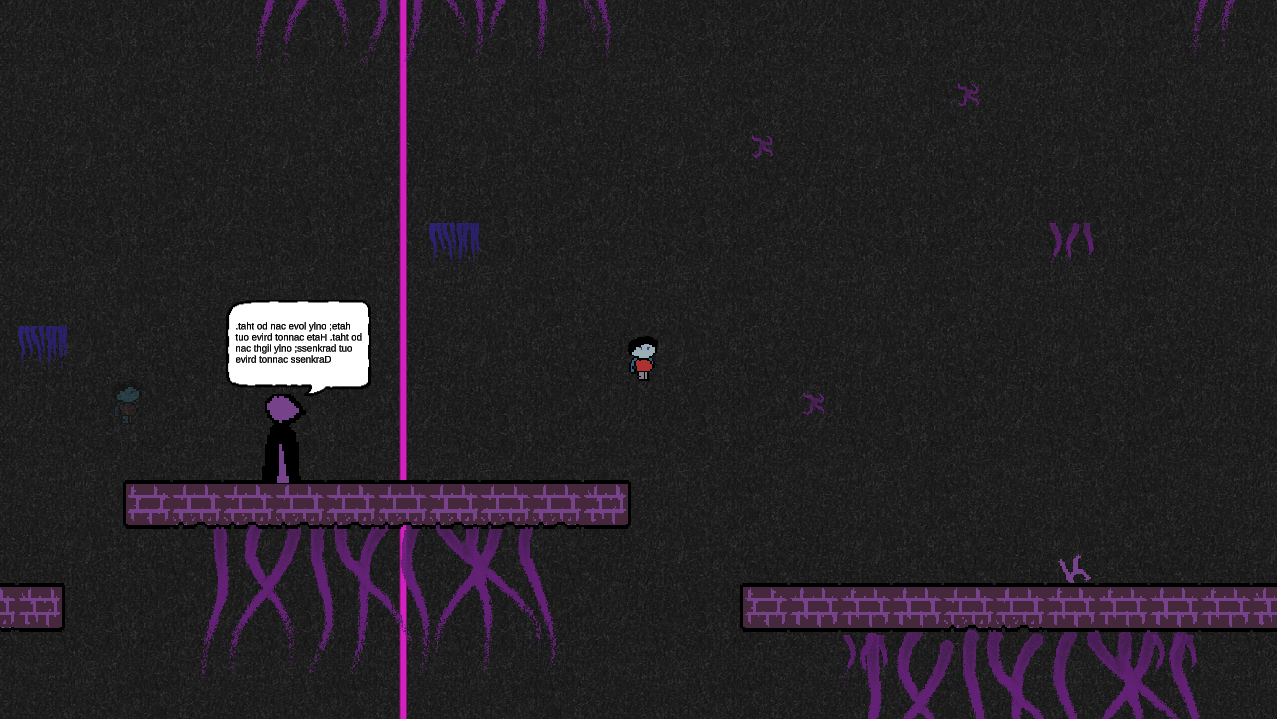 .taht od nac evol ylno ;etah
tuo evird tonnac etaH .taht od
nac thgil ylno ;ssenkrad tuo
evird tonnac ssenkraD